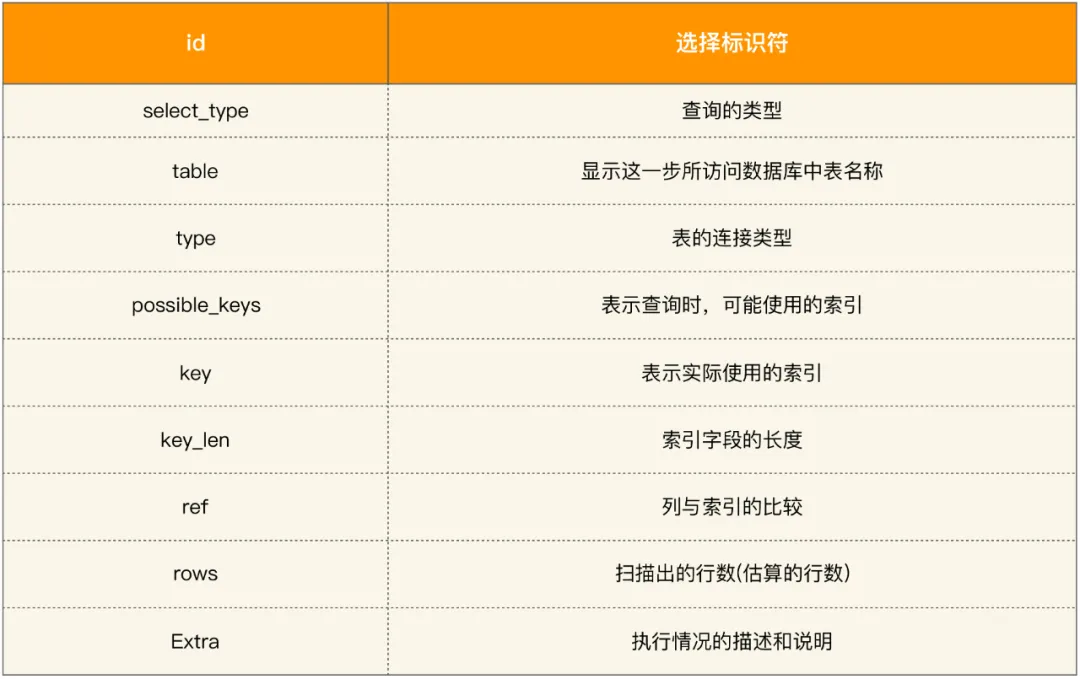 id 选择标识符
select_type 查询的类型
table 显示这一步所访问数据库中表名称
type 表的连接类型
possible_keys 表示查询时，可能使用的索引
key 表示实际使用的索引
key_len 索引字段的长度
ref 列与索引的比较
rows 扫描出的行数(估算的行数)
Extra 执行情况的描述和说明